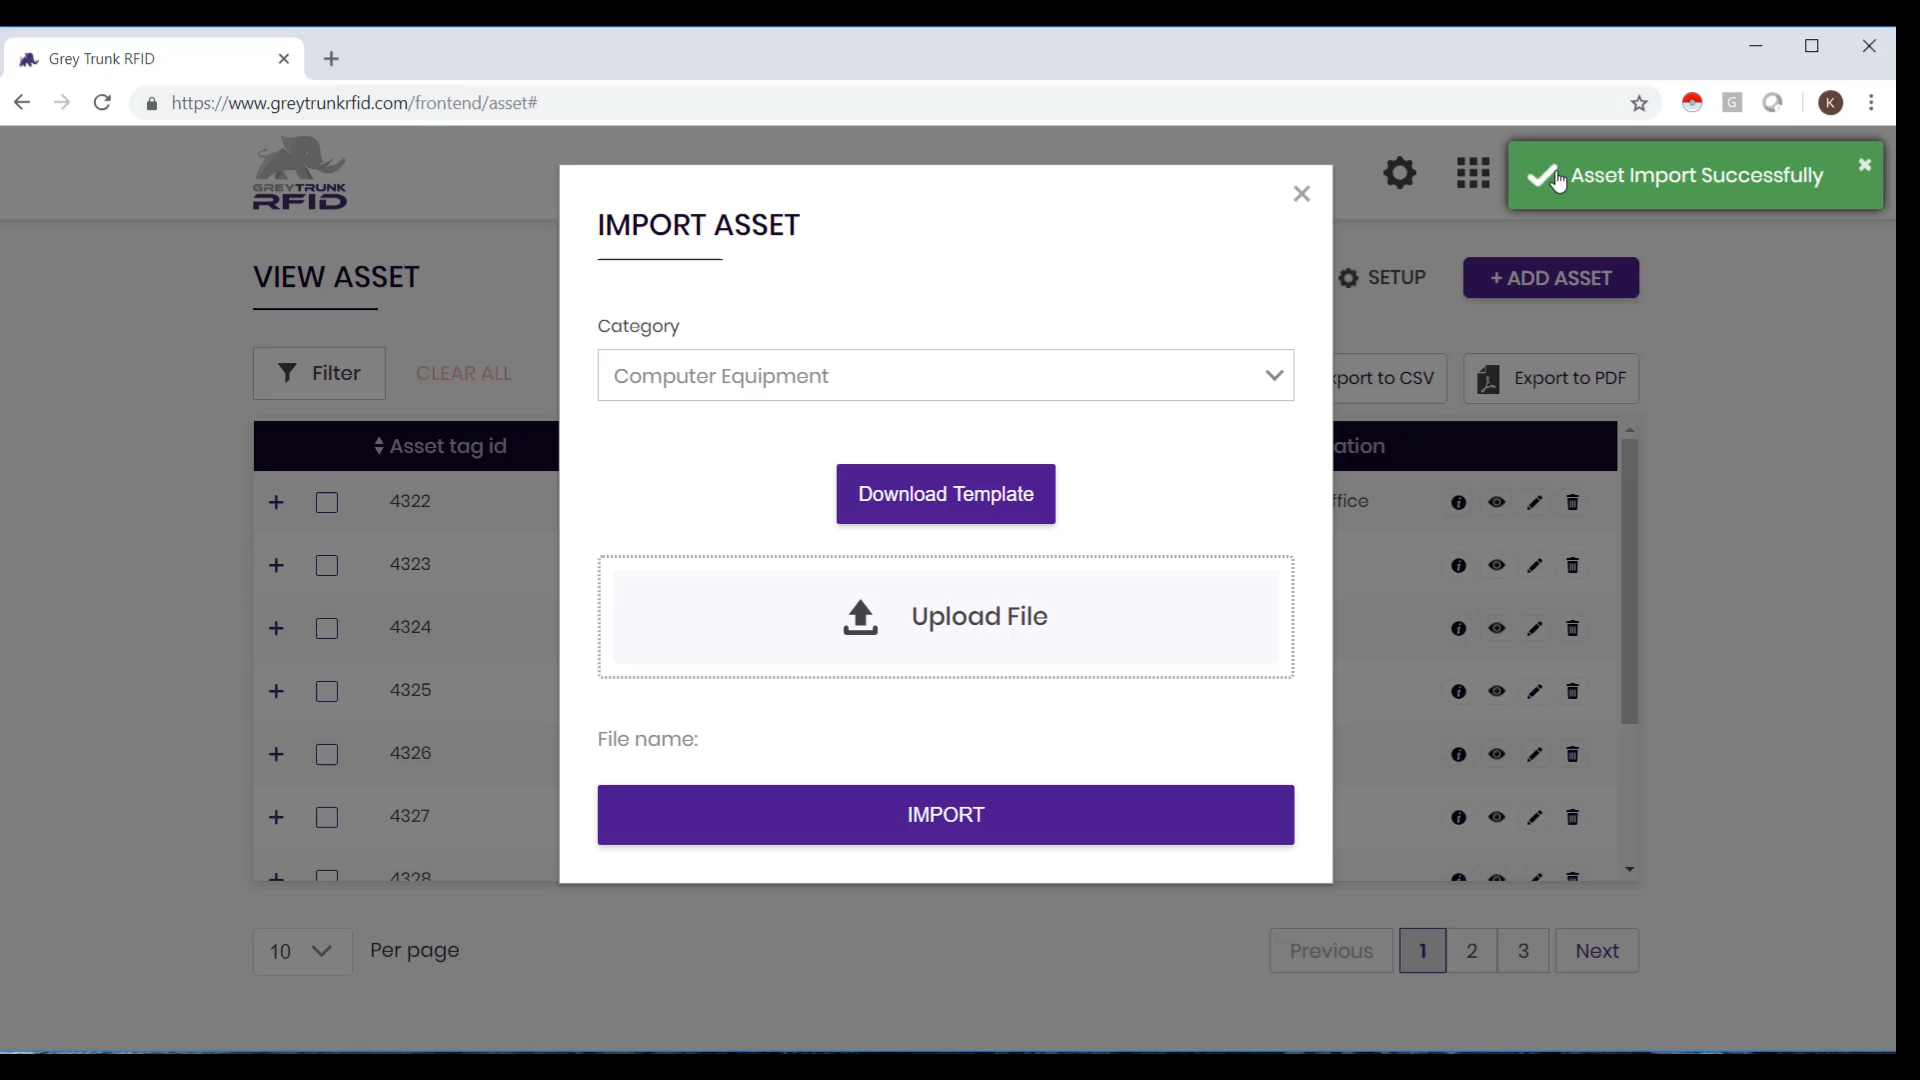 Grey Trunk RFID
https://www.greytrunkrfid.com/frontend/asset#
G
K
GREYTRUNK
RFID
Asset Import Successfully
VIEW ASSET
SETUP
+ ADD ASSET
Filter
CLEAR ALL
xport to CSV
Export to PDF
Asset tag id
ation
4322
ffice
4323
4324
4325
4326
4327
4328
IMPORT ASSET
Category
Computer Equipment
Download Template
Upload File
File name:
IMPORT
10
Per page
Previous
1
2
3
Next